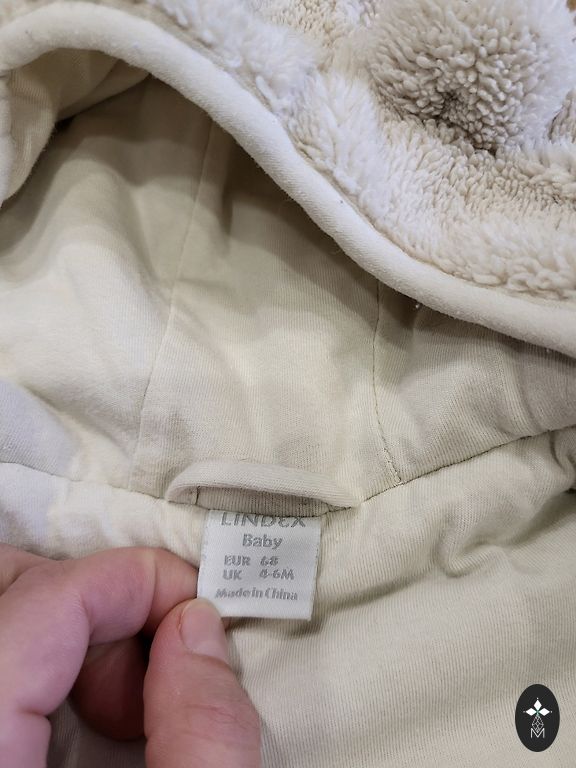 LINDEX
Baby
EUR 68
UK 4-6M
Made in China
M